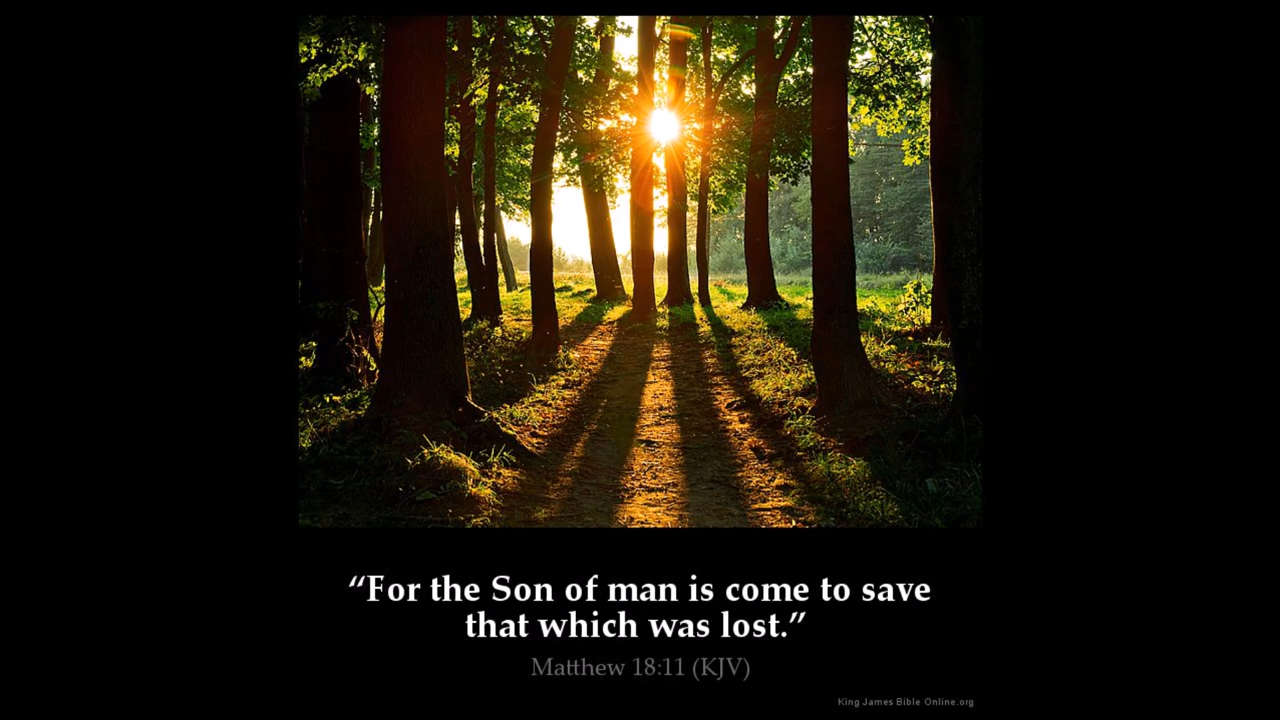 “For the Son of man is come to save
that which was lost.”
Matthew 18:11 (KJV)
King James Bible Online.org